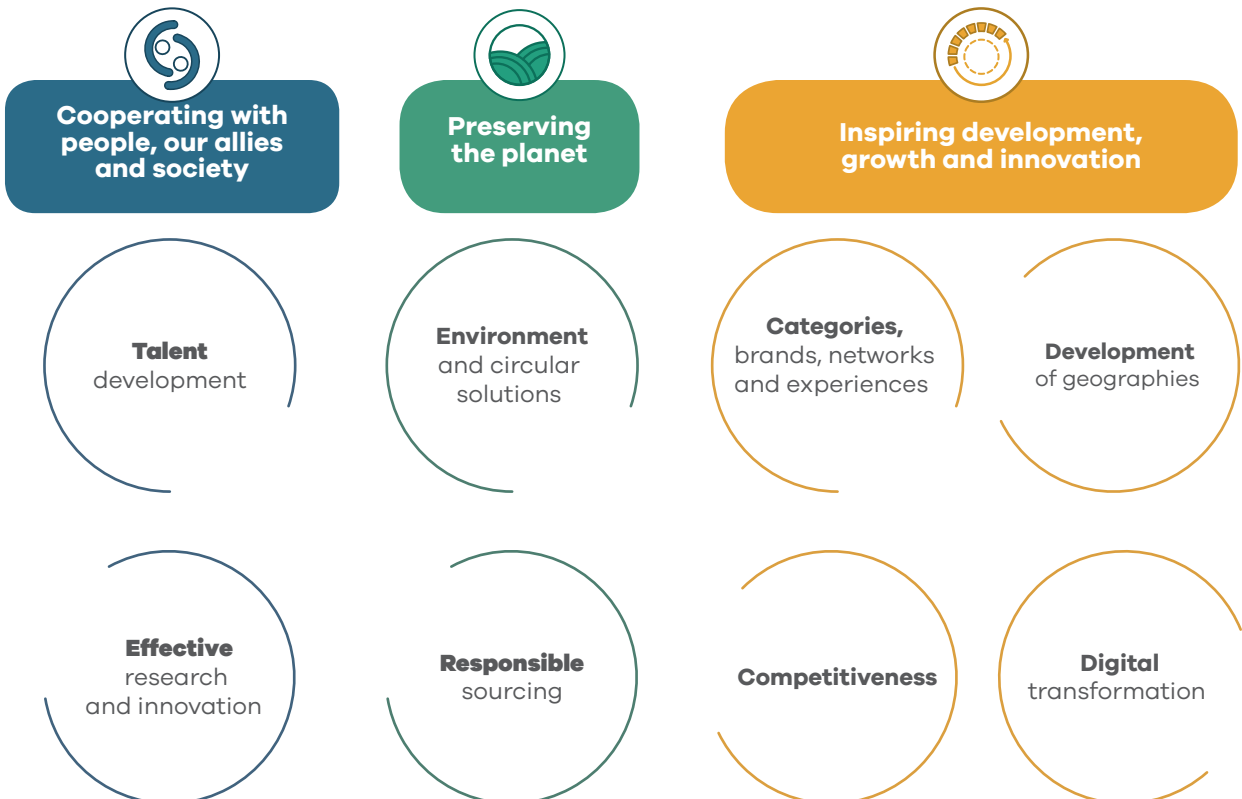 Cooperating with
people, our allies
and society
Preserving
the planet
Inspiring development,
growth and innovation
Talent
development
Environment
and circular
solutions
Categories,
brands, networks
and experiences
Development
of geographies
Effective
research
and innovation
Responsible
sourcing
Competitiveness
Digital
transformation